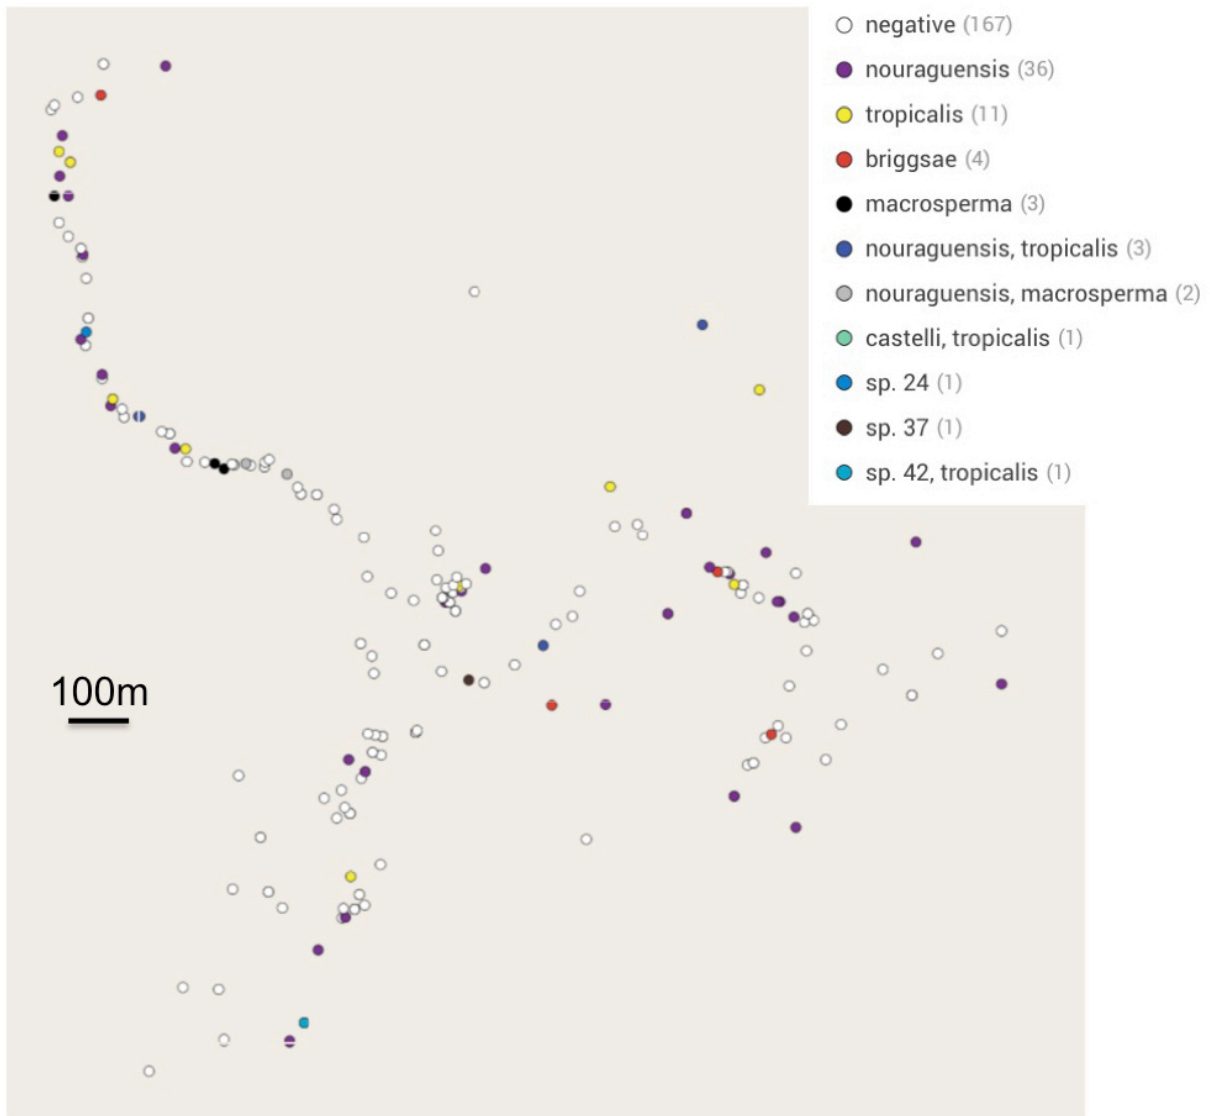 negative (167)
nouraguensis (36)
tropicalis (11)
briggsae (4)
macrosperma (3)
nouraguensis, tropicalis (3)
nouraguensis, macrosperma (2)
castelli, tropicalis (1)
sp. 24 (1)
sp. 37 (1)
sp. 42, tropicalis (1)
100m